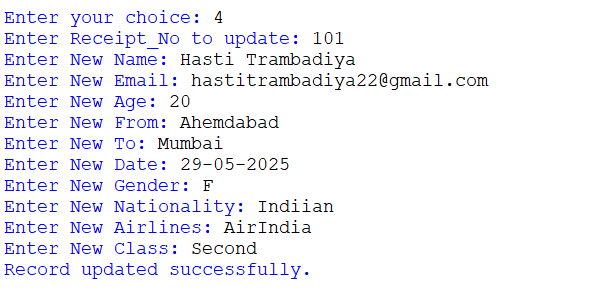 Enter your choice: 4
Enter Receipt_No to update: 101
Enter New Name: Hasti Trambadiya
Enter New Email: hastitrambadiya22@gmail.com
Enter New Age: 20
Enter New From: Ahemdabad
Enter New To: Mumbai
Enter New Date: 29-05-2025
Enter New Gender: F
Enter New Nationality: Indiian
Enter New Airlines: AirIndia
Enter New Class: Second
Record updated successfully.